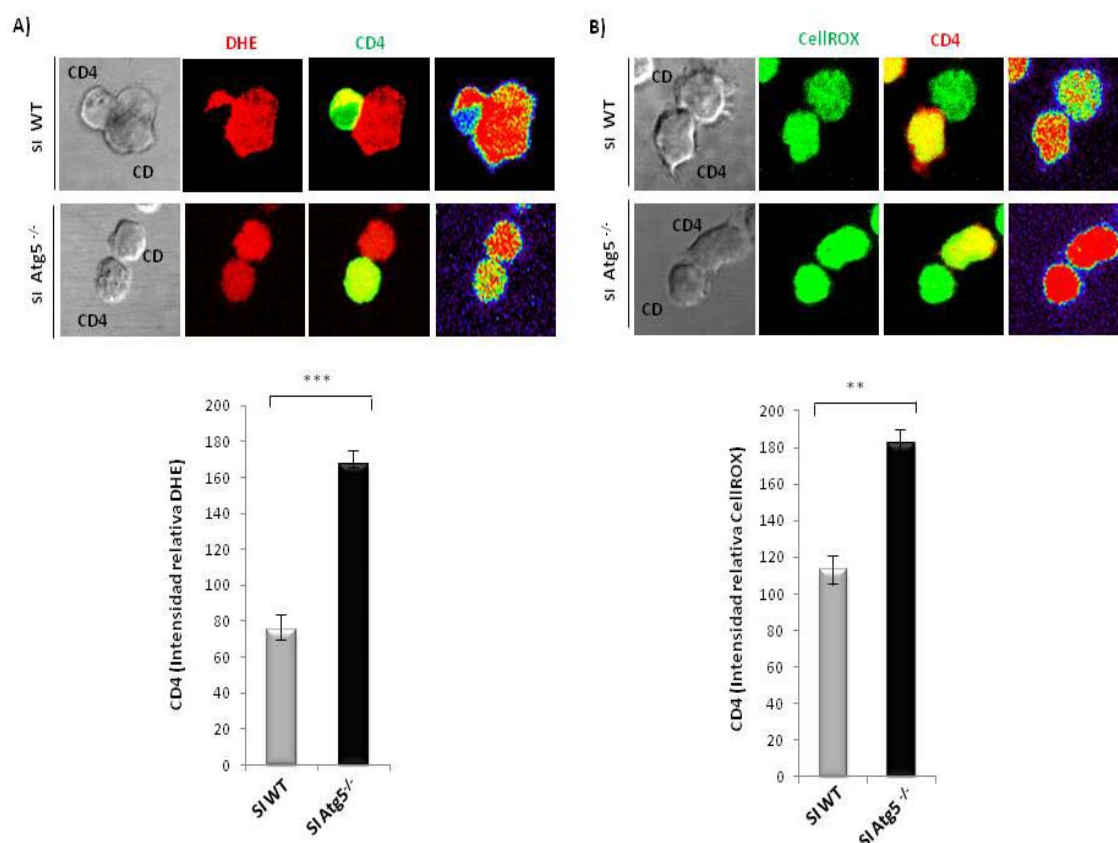 A)
DHE
CD4
SI WT
CD4
CD
SI Atg5 -/-
CD
CD4
***
CD4 (Intensidad relativa DHE)
200
180
160
140
120
100
80
60
40
20
0
SI WT
SI Atg5-/-
B)
CellROX
CD4
SI WT
CD
CD4
SI Atg5 -/-
CD4
CD
**
CD4 (Intensidad relativa CellROX)
200
180
160
140
120
100
80
60
40
20
0
SI WT
SI Atg5 -/-